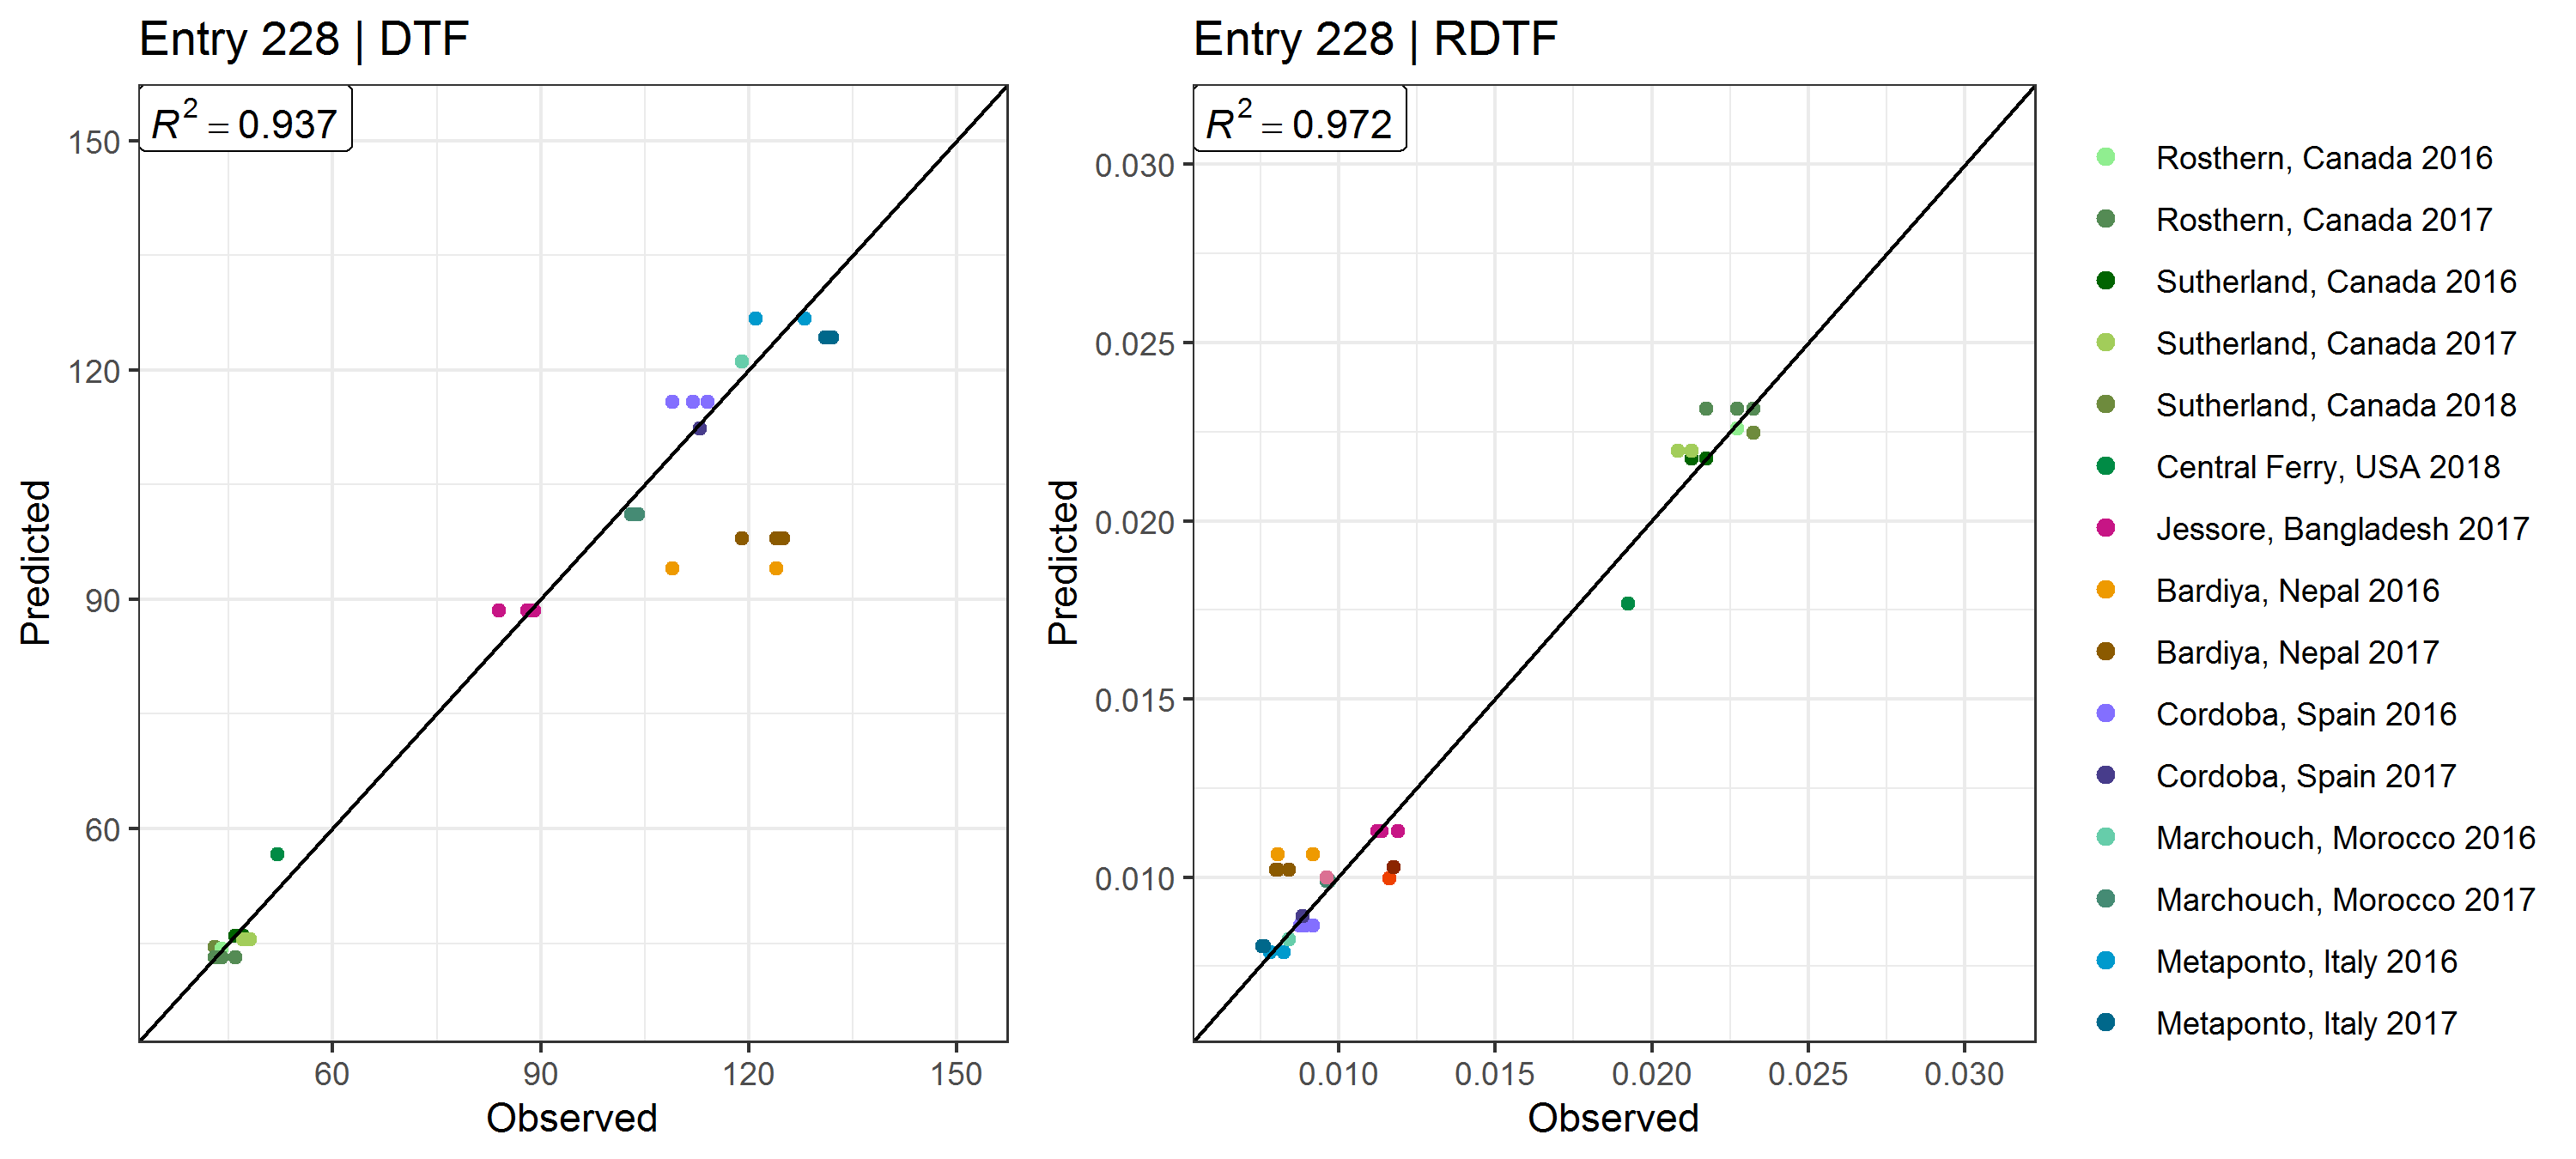 Entry 228 | DTF
R² = 0.937
150
120
90
60
Predicted
60 90 120 150
Observed
Entry 228 | RDTF
R² = 0.972
0.030
0.025
0.020
0.015
0.010
Predicted
0.010 0.015 0.020 0.025 0.030
Observed
Rosthern, Canada 2016
Rosthern, Canada 2017
Sutherland, Canada 2016
Sutherland, Canada 2017
Sutherland, Canada 2018
Central Ferry, USA 2018
Jessore, Bangladesh 2017
Bardiya, Nepal 2016
Bardiya, Nepal 2017
Cordoba, Spain 2016
Cordoba, Spain 2017
Marchouch, Morocco 2016
Marchouch, Morocco 2017
Metaponto, Italy 2016
Metaponto, Italy 2017